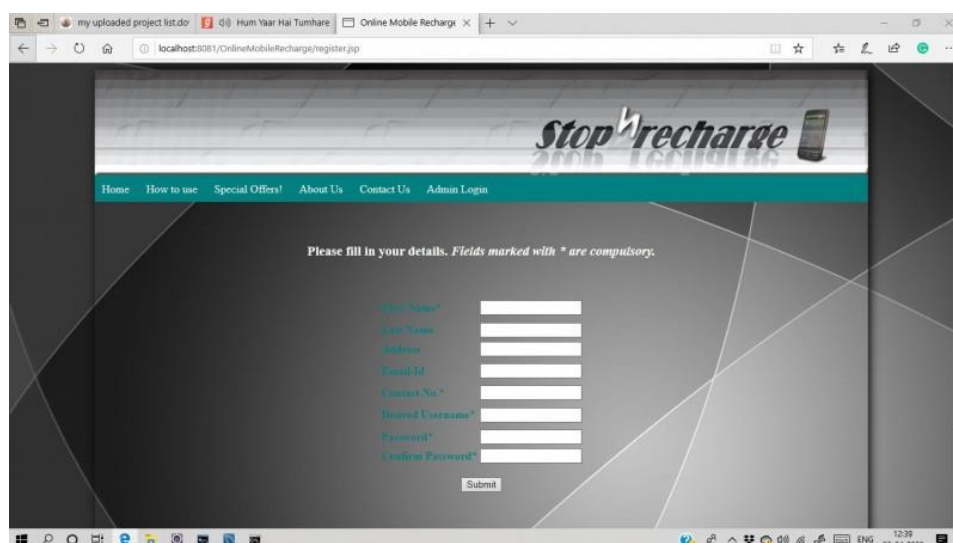 my uploaded project list.do
Hum Yaar Hai Tumhare
Online Mobile Recharge
localhost:8081/OnlineMobileRecharge/register.jsp
Stop N recharge
Home How to use Special Offers! About Us Contact Us Admin Login
Please fill in your details. Fields marked with * are compulsory.
First Name*
Last Name
Address
Email-Id
Contact No.*
Desired Username*
Password*
Confirm Password*
Submit
ENG
12:39